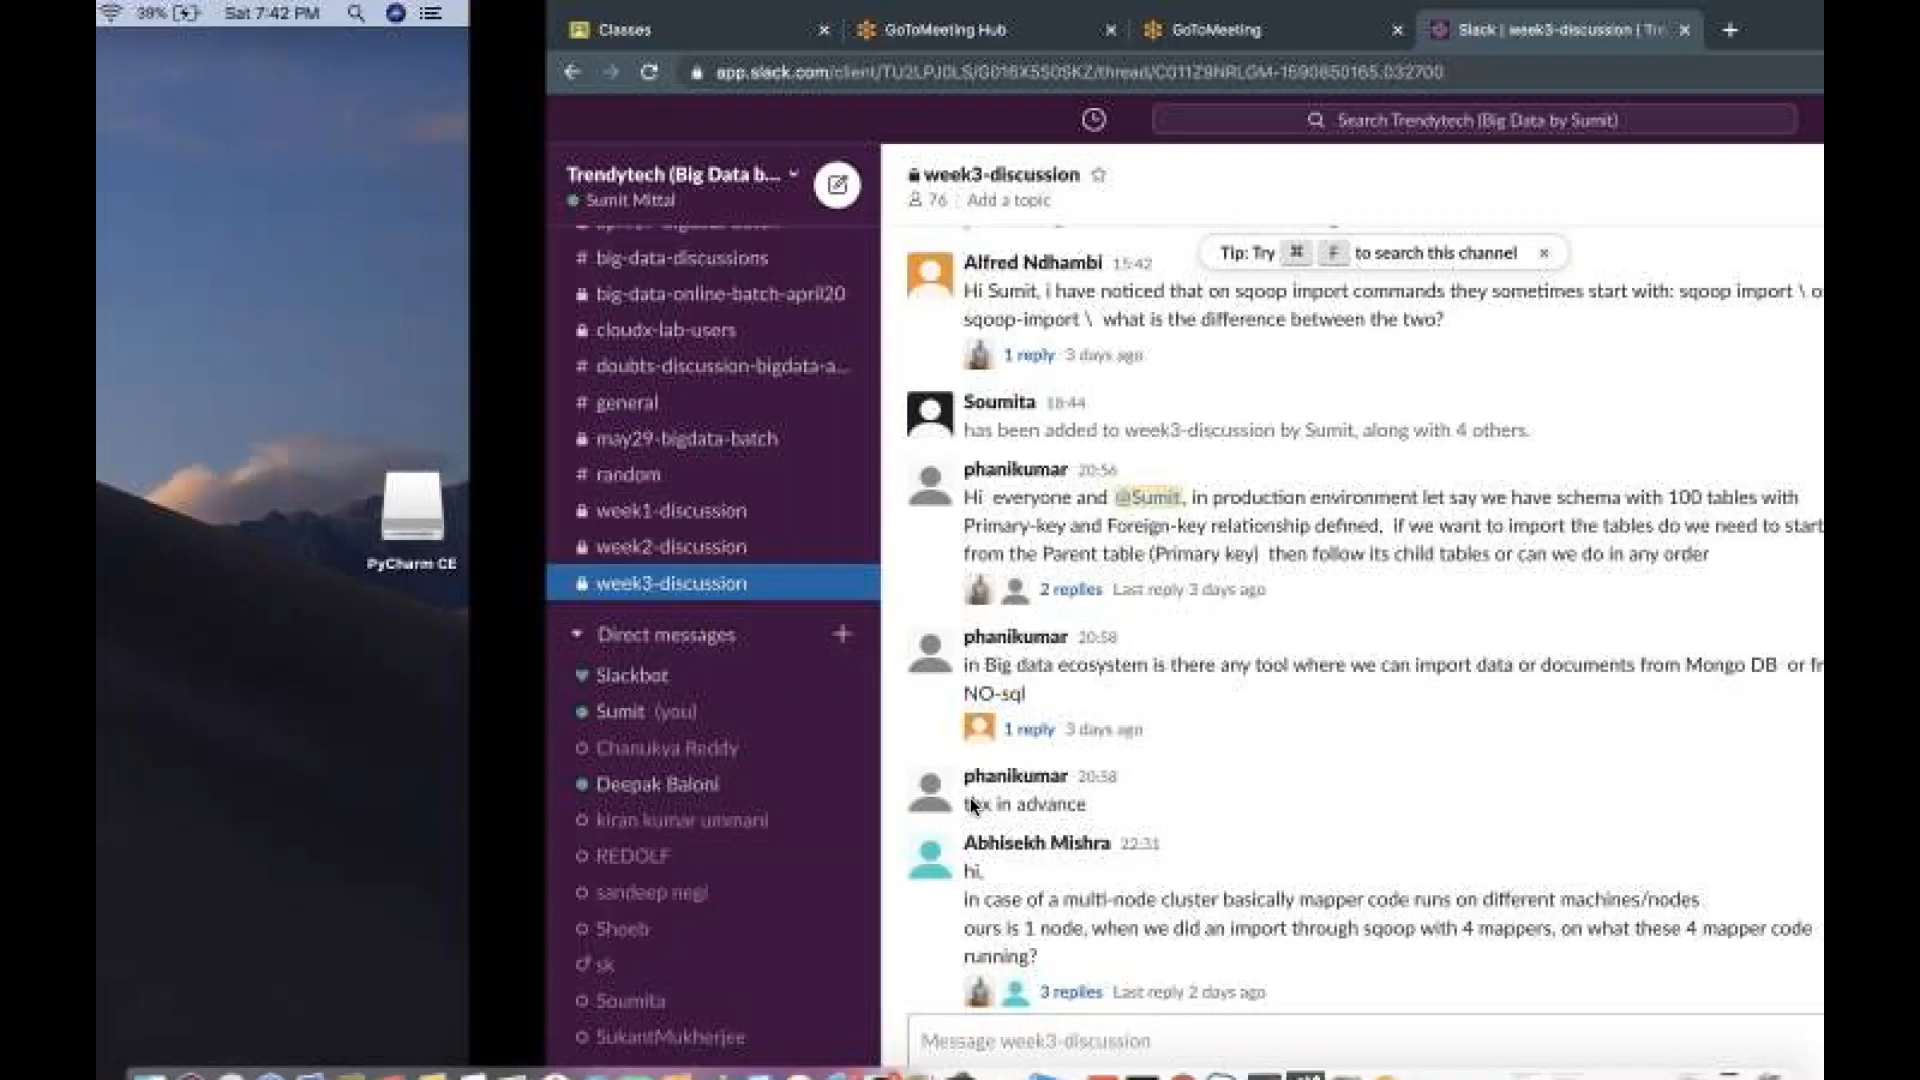 39%
Sat 7:42 PM
PyCharm CE
Classes
GoToMeeting Hub
GoToMeeting
Slack | week3-discussion | Tre
app.slack.com/client/TU2LPJ0LS/G016X5S0SKZ/thread/C011Z9NRLGM-1590850165.032700
Search Trendytech (Big Data by Sumit)
Trendytech (Big Data b...
Sumit Mittal
# big-data-discussions
big-data-online-batch-april20
cloudx-lab-users
# doubts-discussion-bigdata-a...
# general
may29-bigdata-batch
# random
week1-discussion
week2-discussion
week3-discussion
Direct messages
Slackbot
Sumit (you)
Chanukya Reddy
Deepak Baloni
kiran kumar ummani
REDOLF
sandeep negi
Shoeb
sk
Soumita
SukantMukherjee
week3-discussion
76 | Add a topic
Tip: Try ⌘ F to search this channel
Alfred Ndhambi 15:42
Hi Sumit, i have noticed that on sqoop import commands they sometimes start with: sqoop import \ o
sqoop-import \ what is the difference between the two?
1 reply 3 days ago
Soumita 18:44
has been added to week3-discussion by Sumit, along with 4 others.
phanikumar 20:56
Hi everyone and @Sumit, in production environment let say we have schema with 100 tables with
Primary-key and Foreign-key relationship defined, if we want to import the tables do we need to start
from the Parent table (Primary key) then follow its child tables or can we do in any order
2 replies Last reply 3 days ago
phanikumar 20:58
in Big data ecosystem is there any tool where we can import data or documents from Mongo DB or fr
NO-sql
1 reply 3 days ago
phanikumar 20:58
in advance
Abhisekh Mishra 22:31
hi,
in case of a multi-node cluster basically mapper code runs on different machines/nodes
ours is 1 node, when we did an import through sqoop with 4 mappers, on what these 4 mapper code
running?
3 replies Last reply 2 days ago
Message week3-discussion